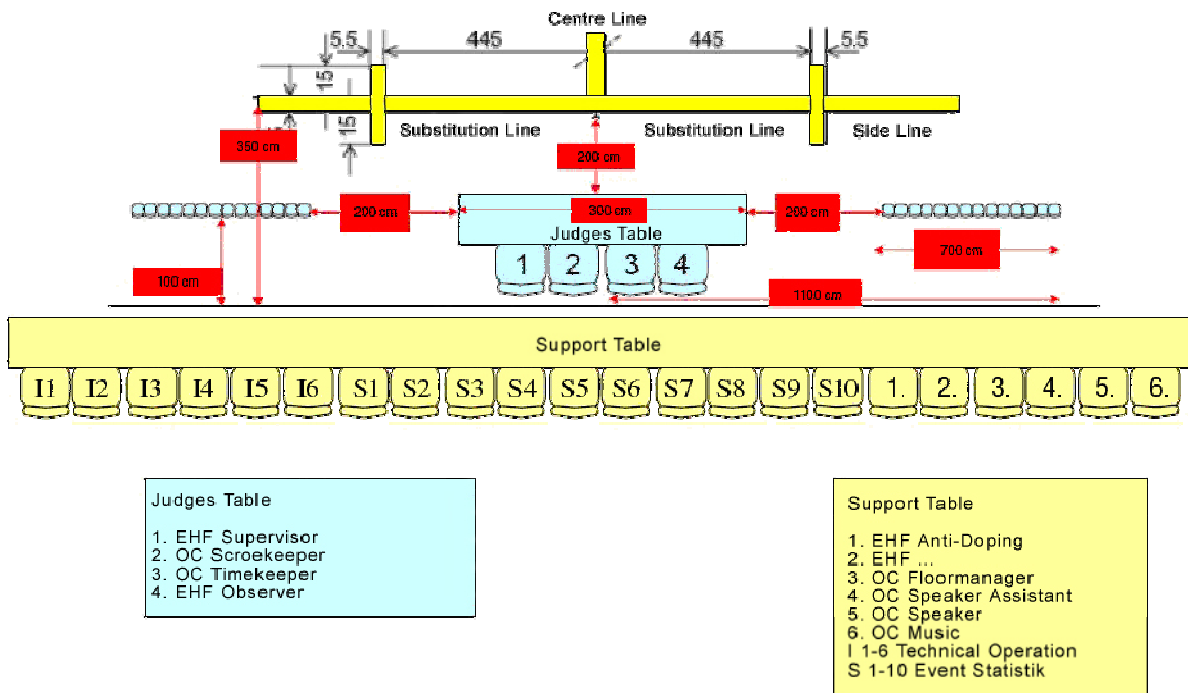 Centre Line
5.5 445 445 5.5
15
15
Substitution Line Substitution Line Side Line
350 cm
200 cm
200 cm 300 cm 200 cm
Judges Table
700 cm
1 2 3 4
100 cm
1100 cm
Support Table
I1 I2 I3 I4 I5 I6 S1 S2 S3 S4 S5 S6 S7 S8 S9 S10 1. 2. 3. 4. 5. 6.
Judges Table
1. EHF Supervisor
2. OC Scroekeeper
3. OC Timekeeper
4. EHF Observer
Support Table
1. EHF Anti-Doping
2. EHF ...
3. OC Floormanager
4. OC Speaker Assistant
5. OC Speaker
6. OC Music
I 1-6 Technical Operation
S 1-10 Event Statistik